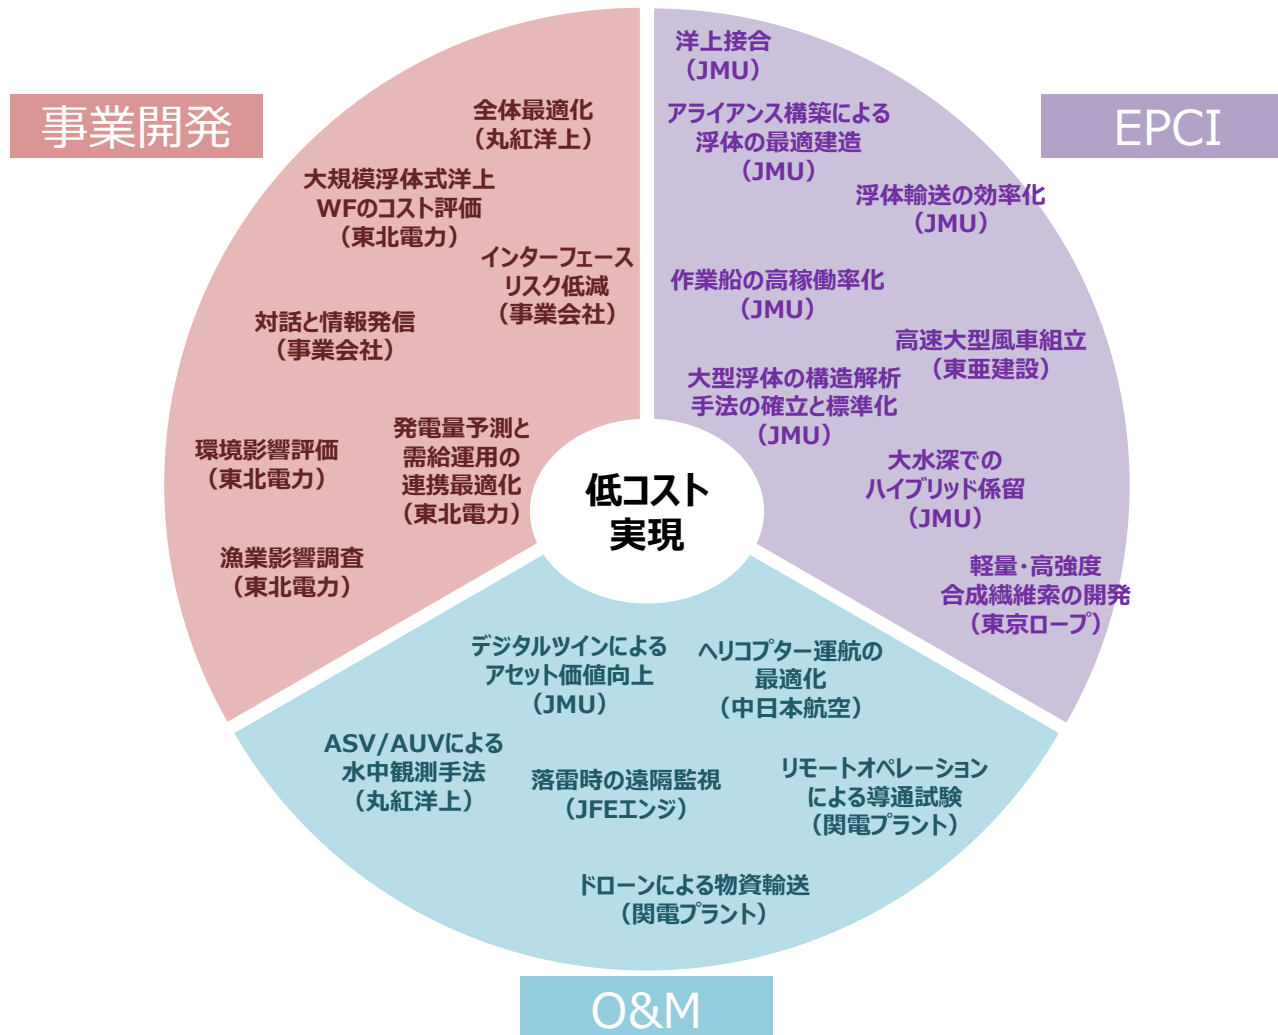 事業開発
全体最適化
（丸紅洋上）
大規模浮体式洋上
WFのコスト評価
（東北電力）
インターフェース
リスク低減
（事業会社）
対話と情報発信
（事業会社）
発電量予測と
需給運用の
連携最適化
（東北電力）
環境影響評価
（東北電力）
漁業影響調査
（東北電力）
EPCI
洋上接合
（JMU）
アライアンス構築による
浮体の最適建造
（JMU）
浮体輸送の効率化
（JMU）
作業船の高稼働率化
（JMU）
高速大型風車組立
（東亜建設）
大型浮体の構造解析
手法の確立と標準化
（JMU）
大水深での
ハイブリッド係留
（JMU）
軽量・高強度
合成繊維索の開発
（東京ロープ）
低コスト
実現
デジタルツインによる
アセット価値向上
（JMU）
ヘリコプター運航の
最適化
（中日本航空）
ASV/AUVによる
水中観測手法
（丸紅洋上）
落雷時の遠隔監視
（JFEエンジ）
リモートオペレーション
による導通試験
（関電プラント）
ドローンによる物資輸送
（関電プラント）
O&M